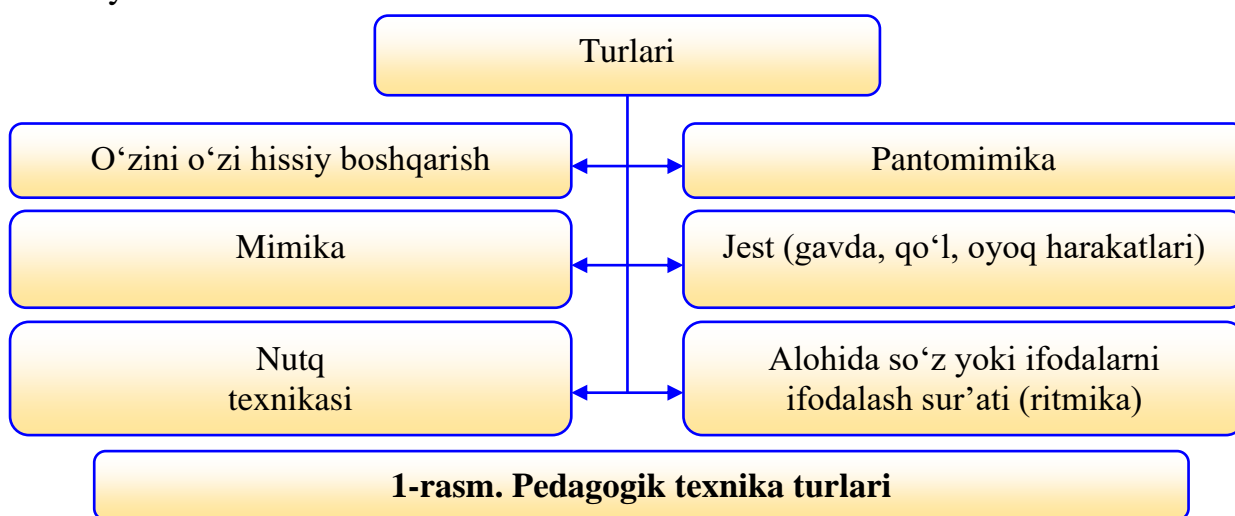 Turlari
O‘zini o‘zi hissiy boshqarish
Pantomimika
Mimika
Jest (gavda, qo‘l, oyoq harakatlari)
Nutq
texnikasi
Alohida so‘z yoki ifodalarni
ifodalash sur’ati (ritmika)
1-rasm. Pedagogik texnika turlari